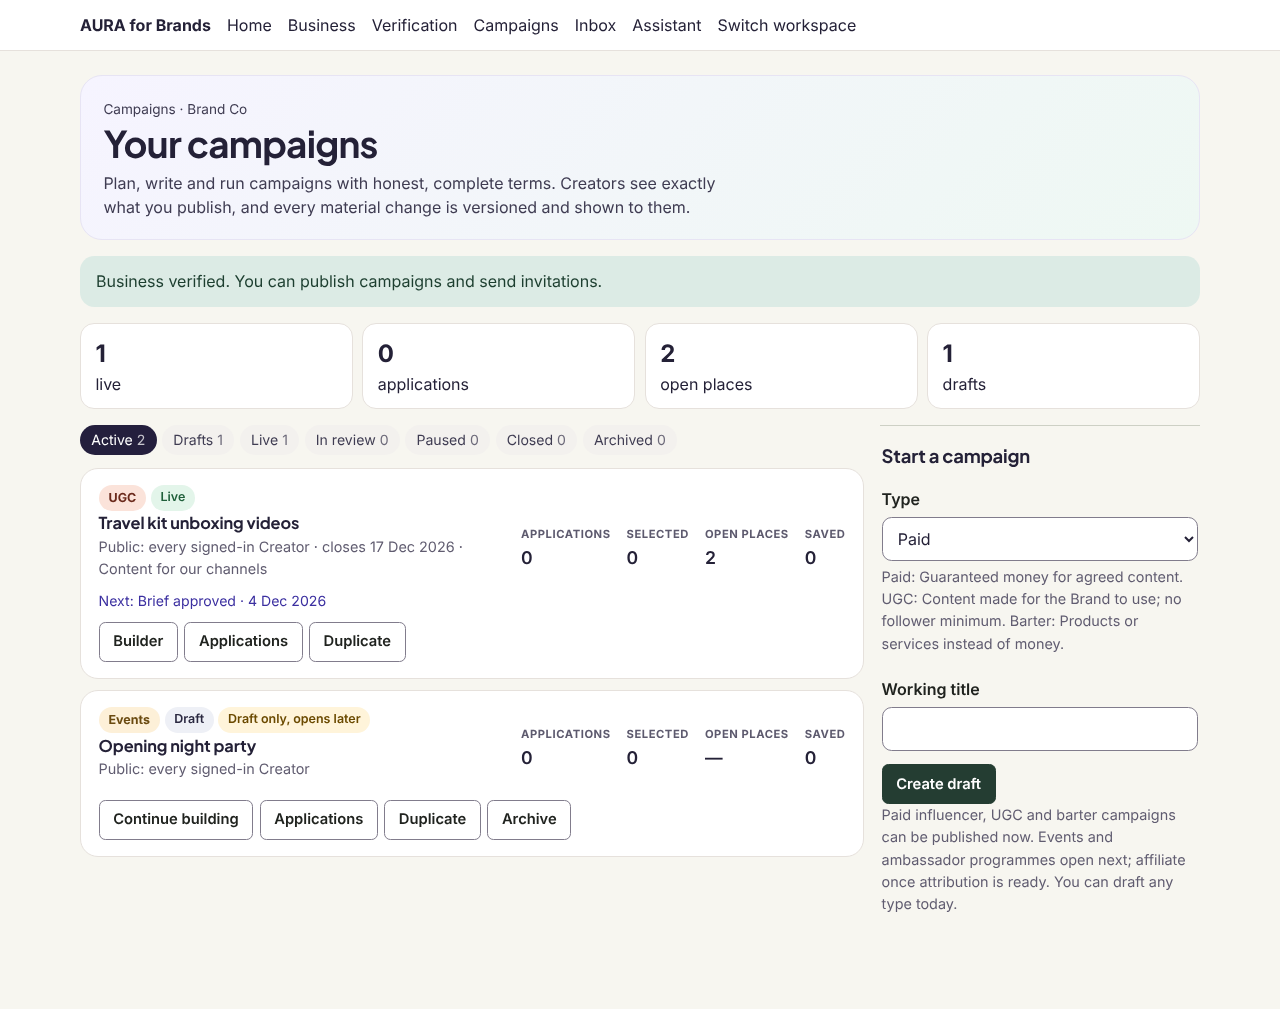 AURA for Brands Home Business Verification Campaigns Inbox Assistant Switch workspace
Campaigns · Brand Co
Your campaigns
Plan, write and run campaigns with honest, complete terms. Creators see exactly
what you publish, and every material change is versioned and shown to them.
Business verified. You can publish campaigns and send invitations.
1
live
0
applications
2
open places
1
drafts
Active 2 Drafts 1 Live 1 In review 0 Paused 0 Closed 0 Archived 0
UGC Live
Travel kit unboxing videos
Public: every signed-in Creator · closes 17 Dec 2026 ·
Content for our channels
Next: Brief approved · 4 Dec 2026
APPLICATIONS SELECTED OPEN PLACES SAVED
0 0 2 0
Builder Applications Duplicate
Events Draft Draft only, opens later
Opening night party
Public: every signed-in Creator
APPLICATIONS SELECTED OPEN PLACES SAVED
0 0 — 0
Continue building Applications Duplicate Archive
Start a campaign
Type
Paid
Paid: Guaranteed money for agreed content.
UGC: Content made for the Brand to use; no
follower minimum. Barter: Products or
services instead of money.
Working title
Create draft
Paid influencer, UGC and barter campaigns
can be published now. Events and
ambassador programmes open next; affiliate
once attribution is ready. You can draft any
type today.